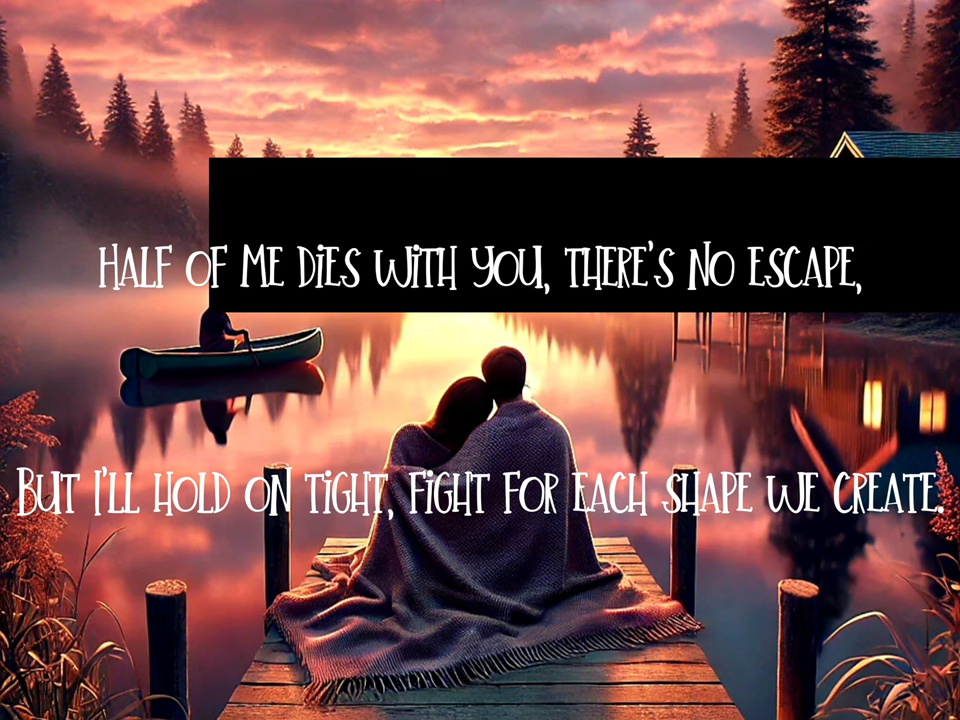 Half of me dies with you, there's no escape,
But I'll hold on tight, fight for each shape we create.